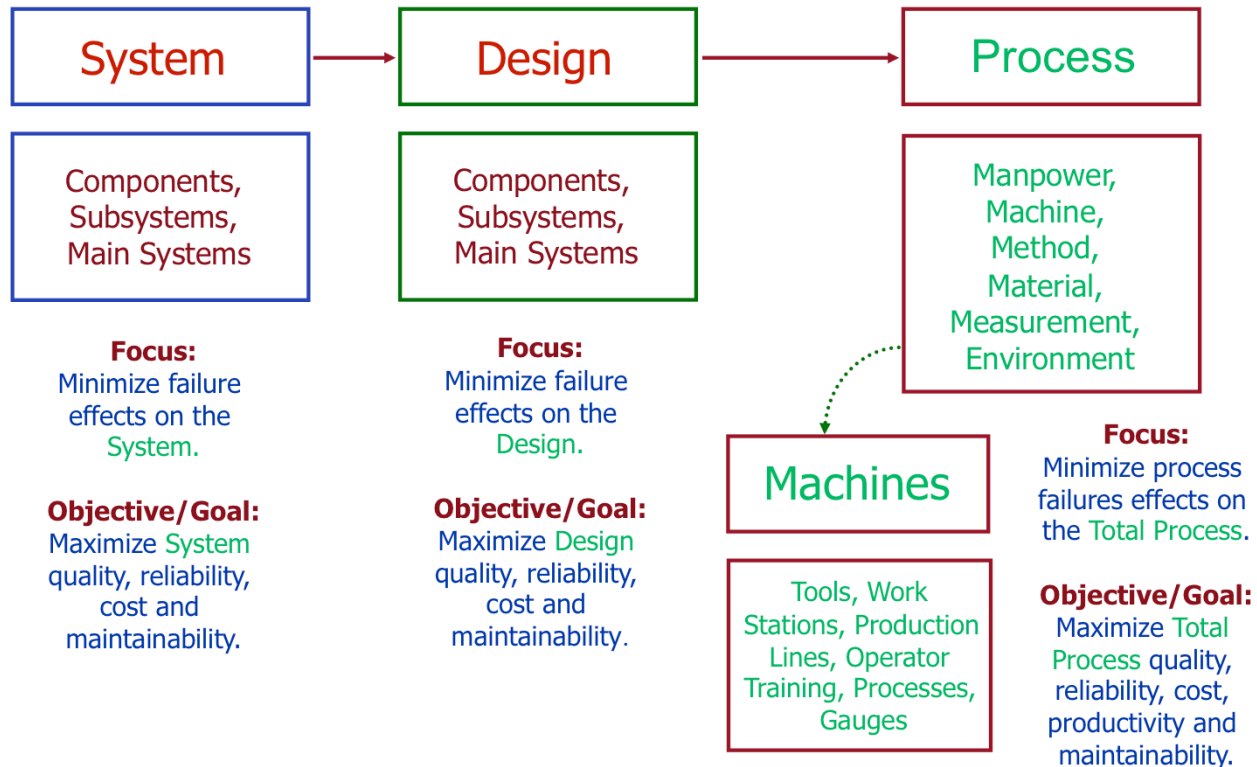 System
Design
Process
Components,
Subsystems,
Main Systems
Components,
Subsystems,
Main Systems
Manpower,
Machine,
Method,
Material,
Measurement,
Environment
Focus:
Minimize failure
effects on the
System.
Objective/Goal:
Maximize System
quality, reliability,
cost and
maintainability.
Focus:
Minimize failure
effects on the
Design.
Objective/Goal:
Maximize Design
quality, reliability,
cost and
maintainability.
Machines
Tools, Work
Stations, Production
Lines, Operator
Training, Processes,
Gauges
Focus:
Minimize process
failures effects on
the Total Process.
Objective/Goal:
Maximize Total
Process quality,
reliability, cost,
productivity and
maintainability.